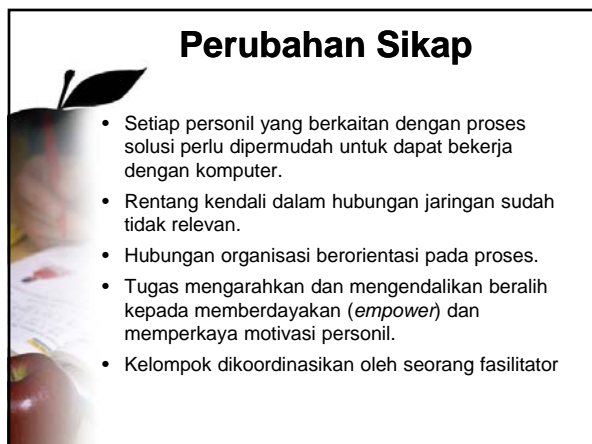 Perubahan Sikap
• Setiap personil yang berkaitan dengan proses
solusi perlu dipermudah untuk dapat bekerja
dengan komputer.
• Rentang kendali dalam hubungan jaringan sudah
tidak relevan.
• Hubungan organisasi berorientasi pada proses.
• Tugas mengarahkan dan mengendalikan beralih
kepada memberdayakan (empower) dan
memperkaya motivasi personil.
• Kelompok dikoordinasikan oleh seorang fasilitator